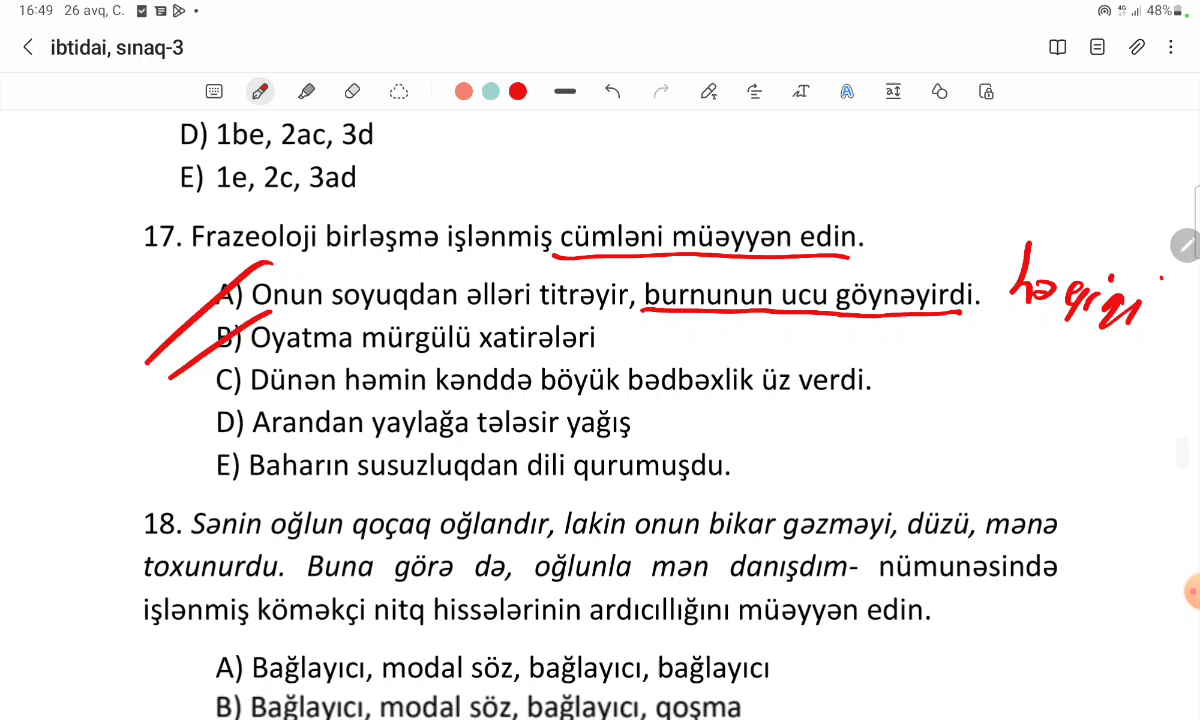 16:49 26 avq, C.
4G 48%
ibtidai, sınaq-3
D) 1be, 2ac, 3d
E) 1e, 2c, 3ad
17. Frazeoloji birləşmə işlənmiş cümləni müəyyən edin.
A) Onun soyuqdan əlləri titrəyir, burnunun ucu göynəyirdi. həqiqi
B) Oyatma mürgülü xatirələri
C) Dünən həmin kənddə böyük bədbəxlik üz verdi.
D) Arandan yaylağa tələsir yağış
E) Baharın susuzluqdan dili qurumuşdu.
18. Sənin oğlun qoçaq oğlandır, lakin onun bikar gəzməyi, düzü, mənə
toxunurdu. Buna görə də, oğlunla mən danışdım- nümunəsində
işlənmiş köməkçi nitq hissələrinin ardıcıllığını müəyyən edin.
A) Bağlayıcı, modal söz, bağlayıcı, bağlayıcı
B) Bağlayıcı, modal söz, bağlayıcı, qoşma